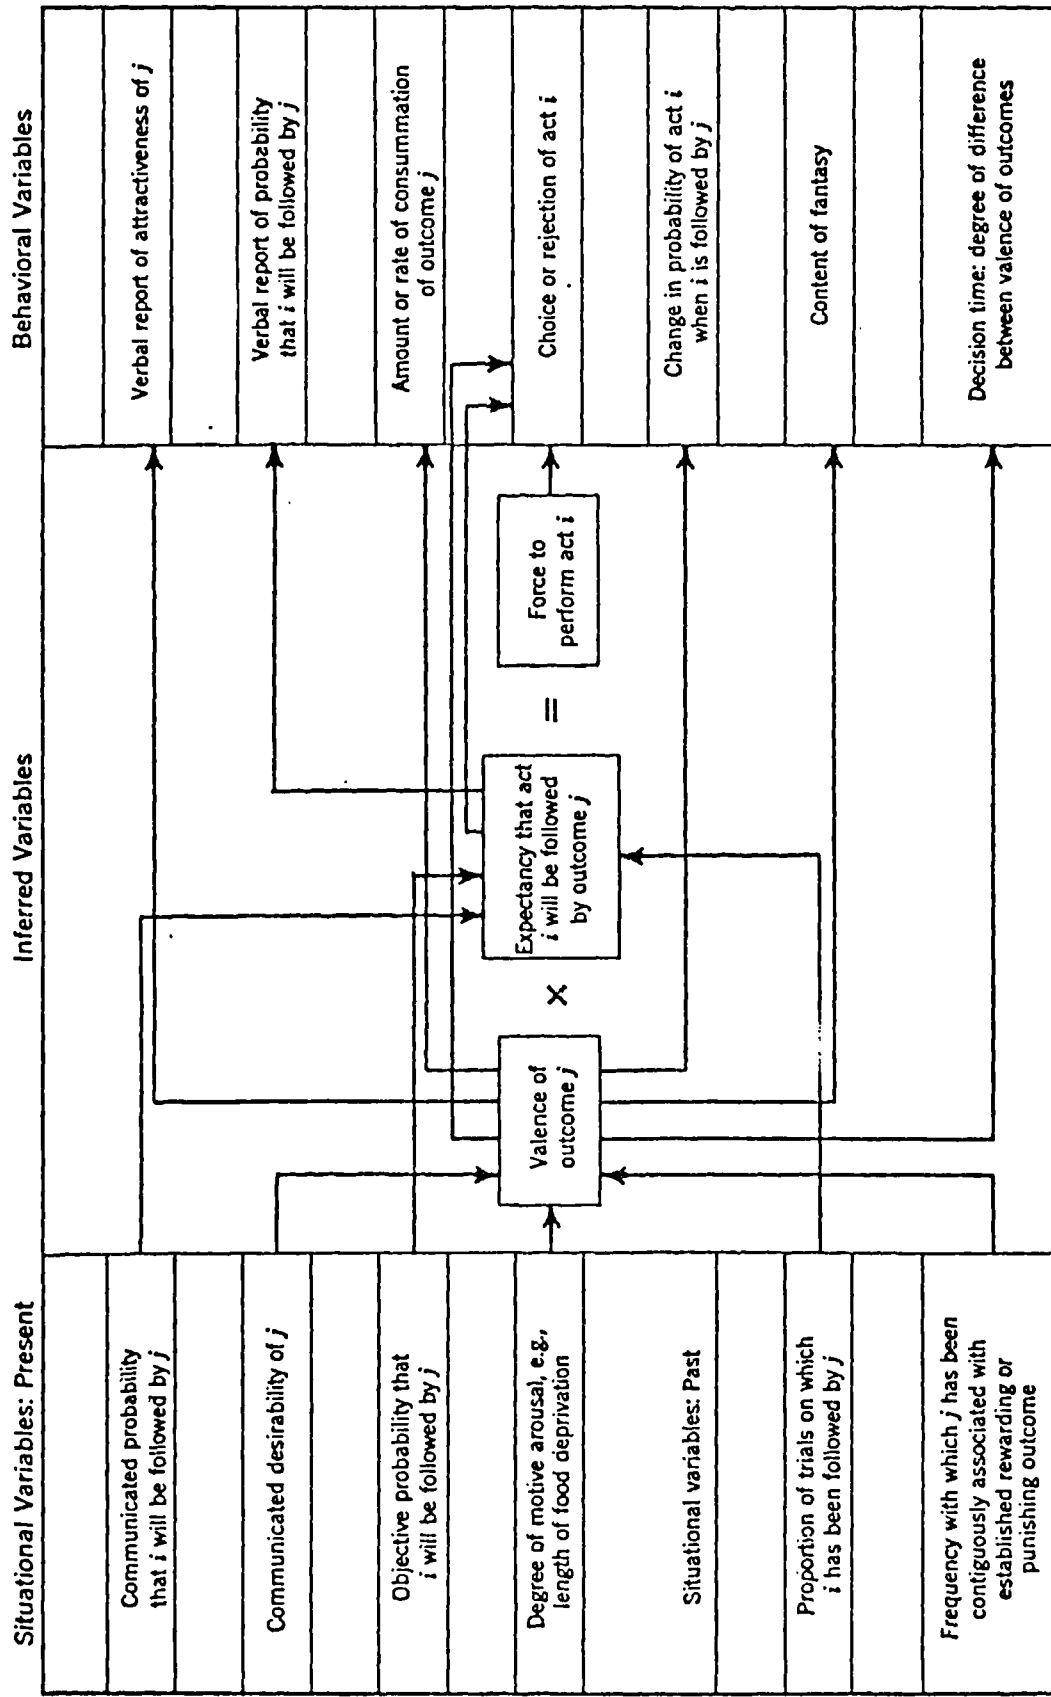 Situational Variables: Present
Inferred Variables
Behavioral Variables
Communicated probability
that i will be followed by j
Communicated desirability of j
Objective probability that
i will be followed by j
Degree of motive arousal, e.g.,
length of food deprivation
Situational variables: Past
Proportion of trials on which
i has been followed by j
Frequency with which j has been
contiguously associated with
established rewarding or
punishing outcome
Valence of
outcome j
×
Expectancy that act
i will be followed
by outcome j
=
Force to
perform act i
Verbal report of attractiveness of j
Verbal report of probability
that i will be followed by j
Amount or rate of consummation
of outcome j
Choice or rejection of act i
Change in probability of act i
when i is followed by j
Content of fantasy
Decision time: degree of difference
between valence of outcomes